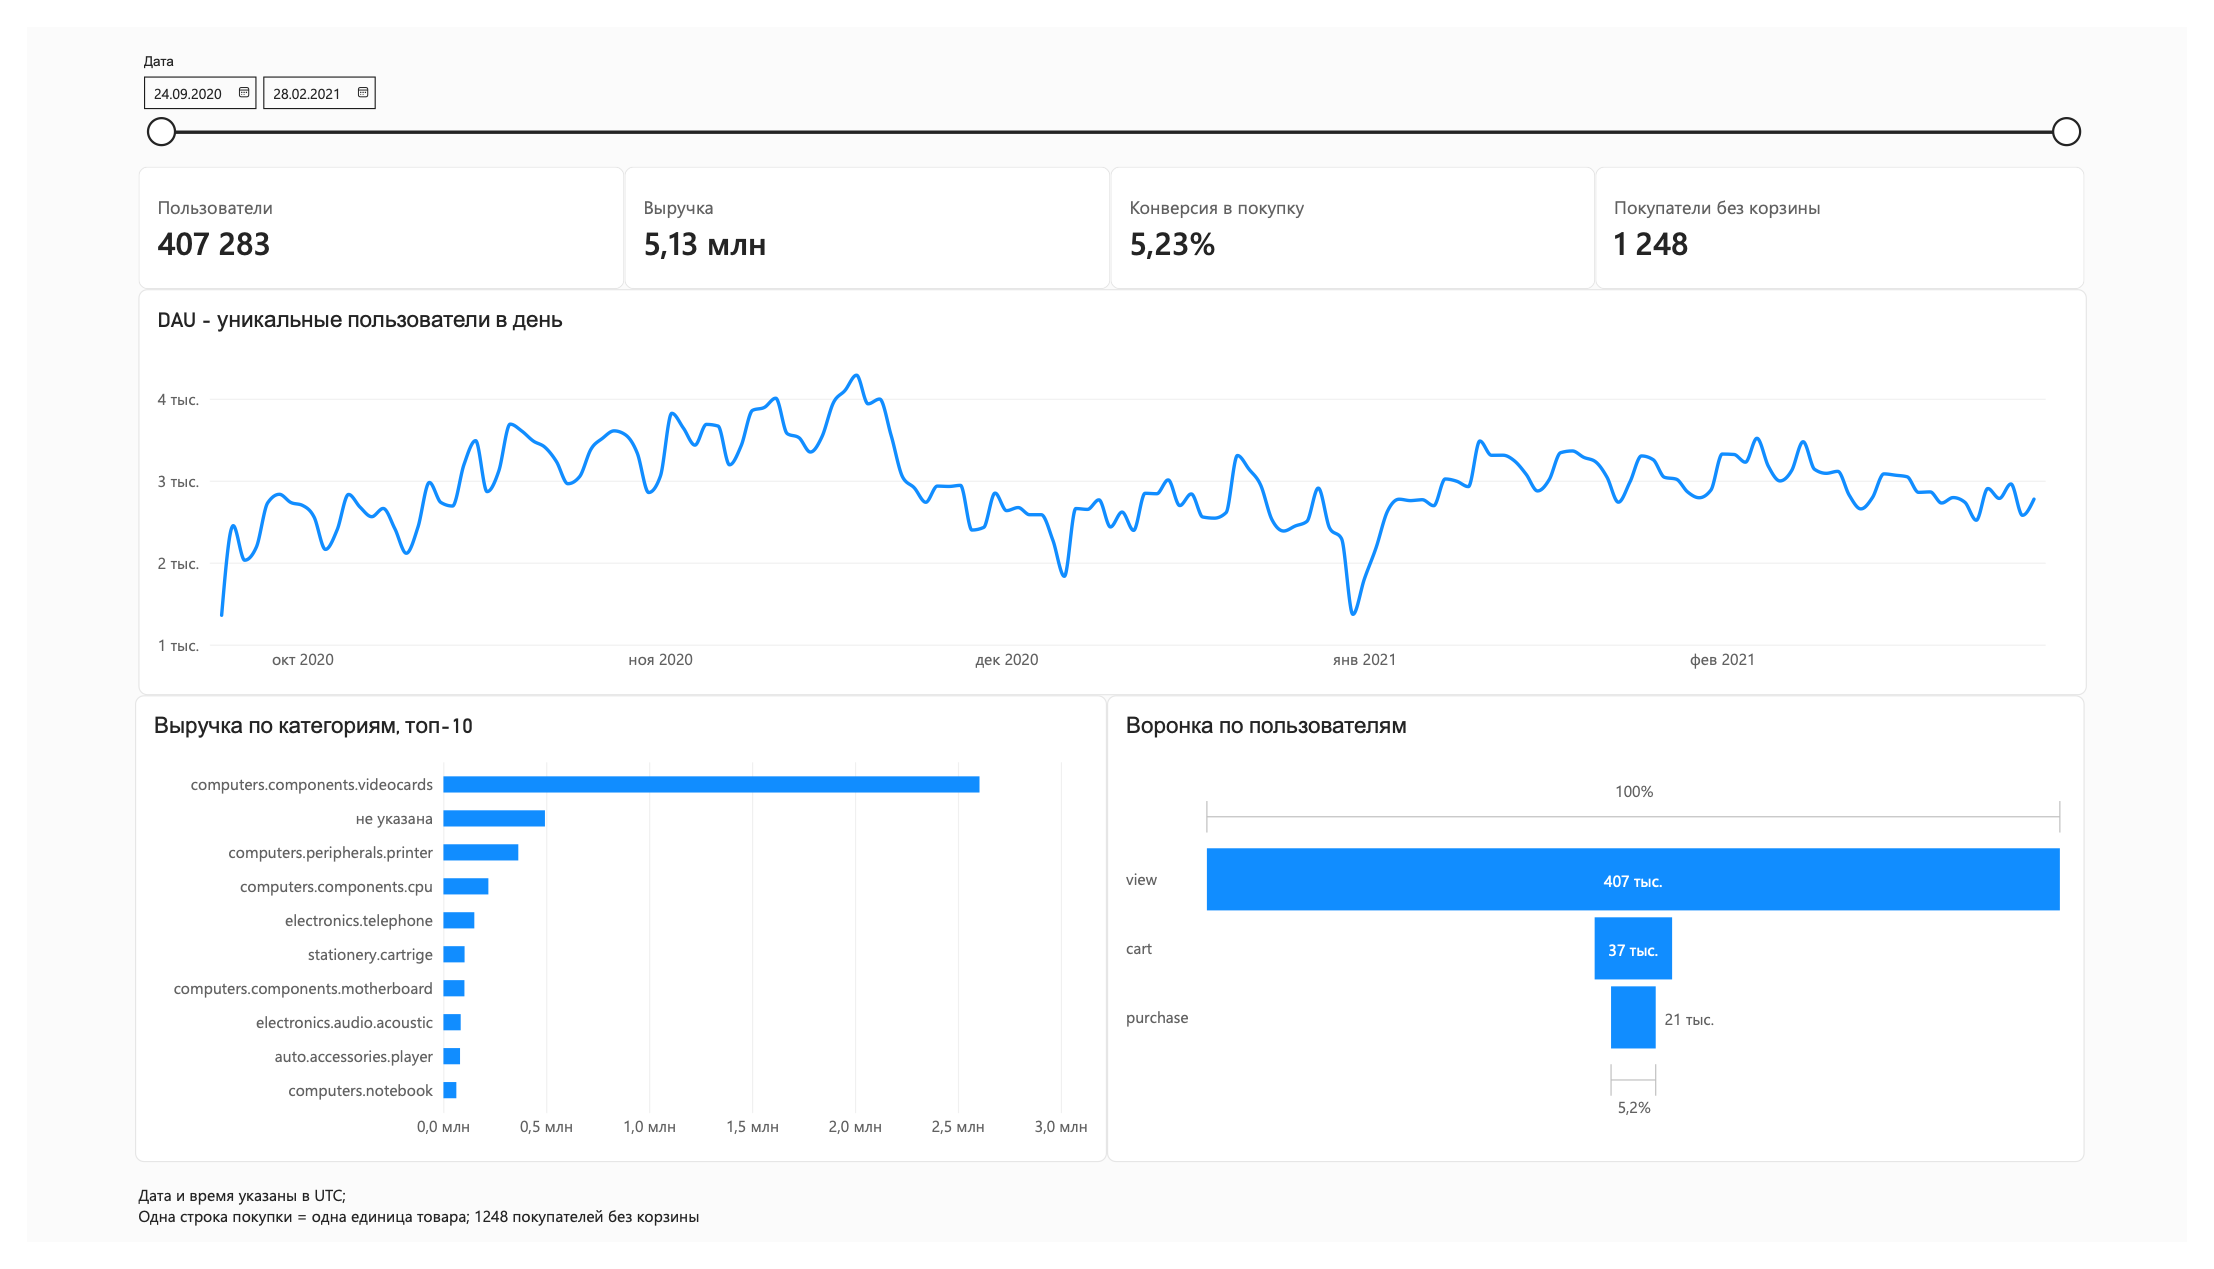 Дата
24.09.2020 28.02.2021
Пользователи
407 283
Выручка
5,13 млн
Конверсия в покупку
5,23%
Покупатели без корзины
1 248
DAU - уникальные пользователи в день
4 тыс.
3 тыс.
2 тыс.
1 тыс.
окт 2020 ноя 2020 дек 2020 янв 2021 фев 2021
Выручка по категориям, топ-10
computers.components.videocards
не указана
computers.peripherals.printer
computers.components.cpu
electronics.telephone
stationery.cartrige
computers.components.motherboard
electronics.audio.acoustic
auto.accessories.player
computers.notebook
0,0 млн 0,5 млн 1,0 млн 1,5 млн 2,0 млн 2,5 млн 3,0 млн
Воронка по пользователям
100%
view 407 тыс.
cart 37 тыс.
purchase 21 тыс.
5,2%
Дата и время указаны в UTC;
Одна строка покупки = одна единица товара; 1248 покупателей без корзины